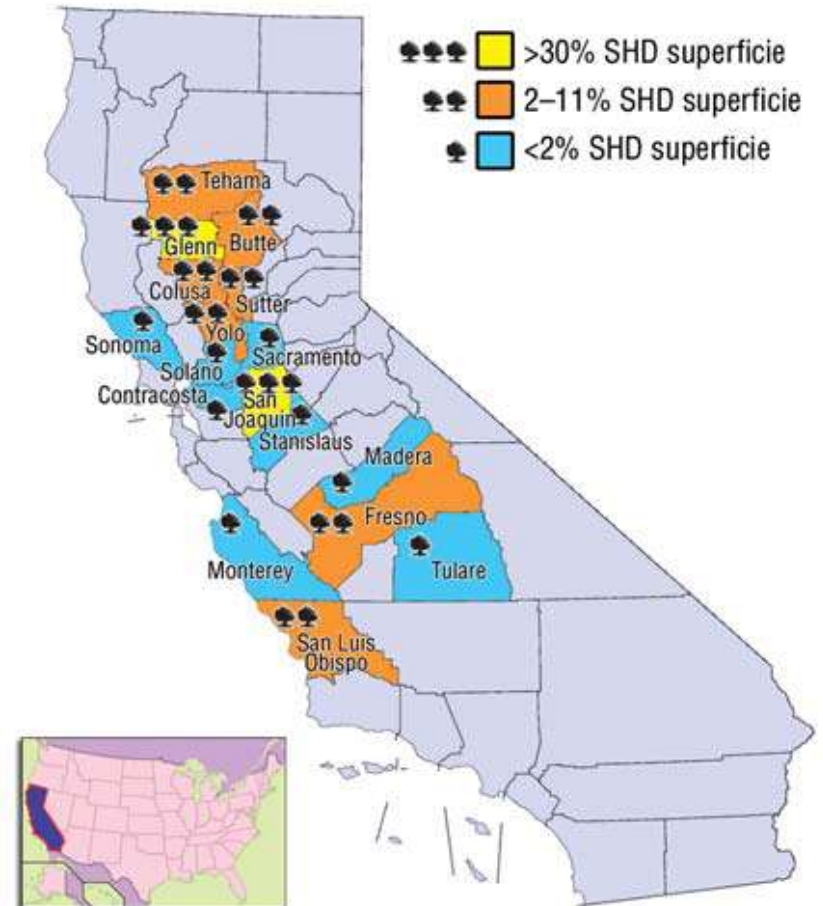 >30% SHD superficie
2–11% SHD superficie
<2% SHD superficie
Tehama
Glenn
Butte
Colusa
Sutter
Yolo
Sonoma
Solano
Sacramento
Contracosta
San
Joaquin
Stanislaus
Madera
Fresno
Monterey
Tulare
San Luis
Obispo